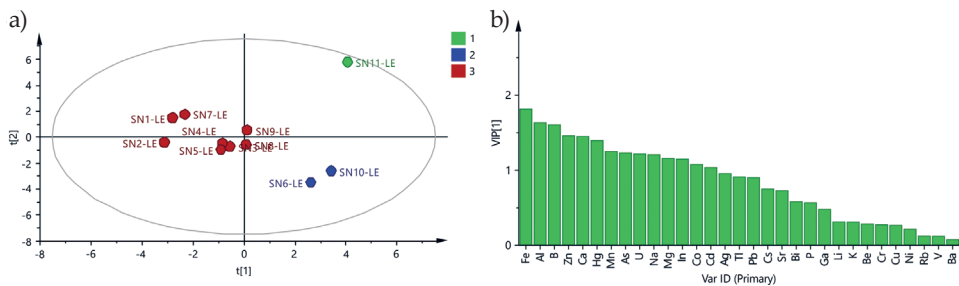 a)
b)
1
2
3
SN11-LE
SN1-LE
SN7-LE
SN4-LE
SN9-LE
SN2-LE
SN5-LE
SN8-LE
SN10-LE
SN6-LE
t[2]
6
4
2
0
-2
-4
-6
-8
-8 -6 -4 -2 0 2 4 6
t[1]
VIP[1]
2
1
0
Fe Al B Zn Ca Hg Mn As U Na Mg In Co Cd Ag Tl Pb Cs Sr Bi P Ga Li K Be Cr Cu Ni Rb V Ba
Var ID (Primary)